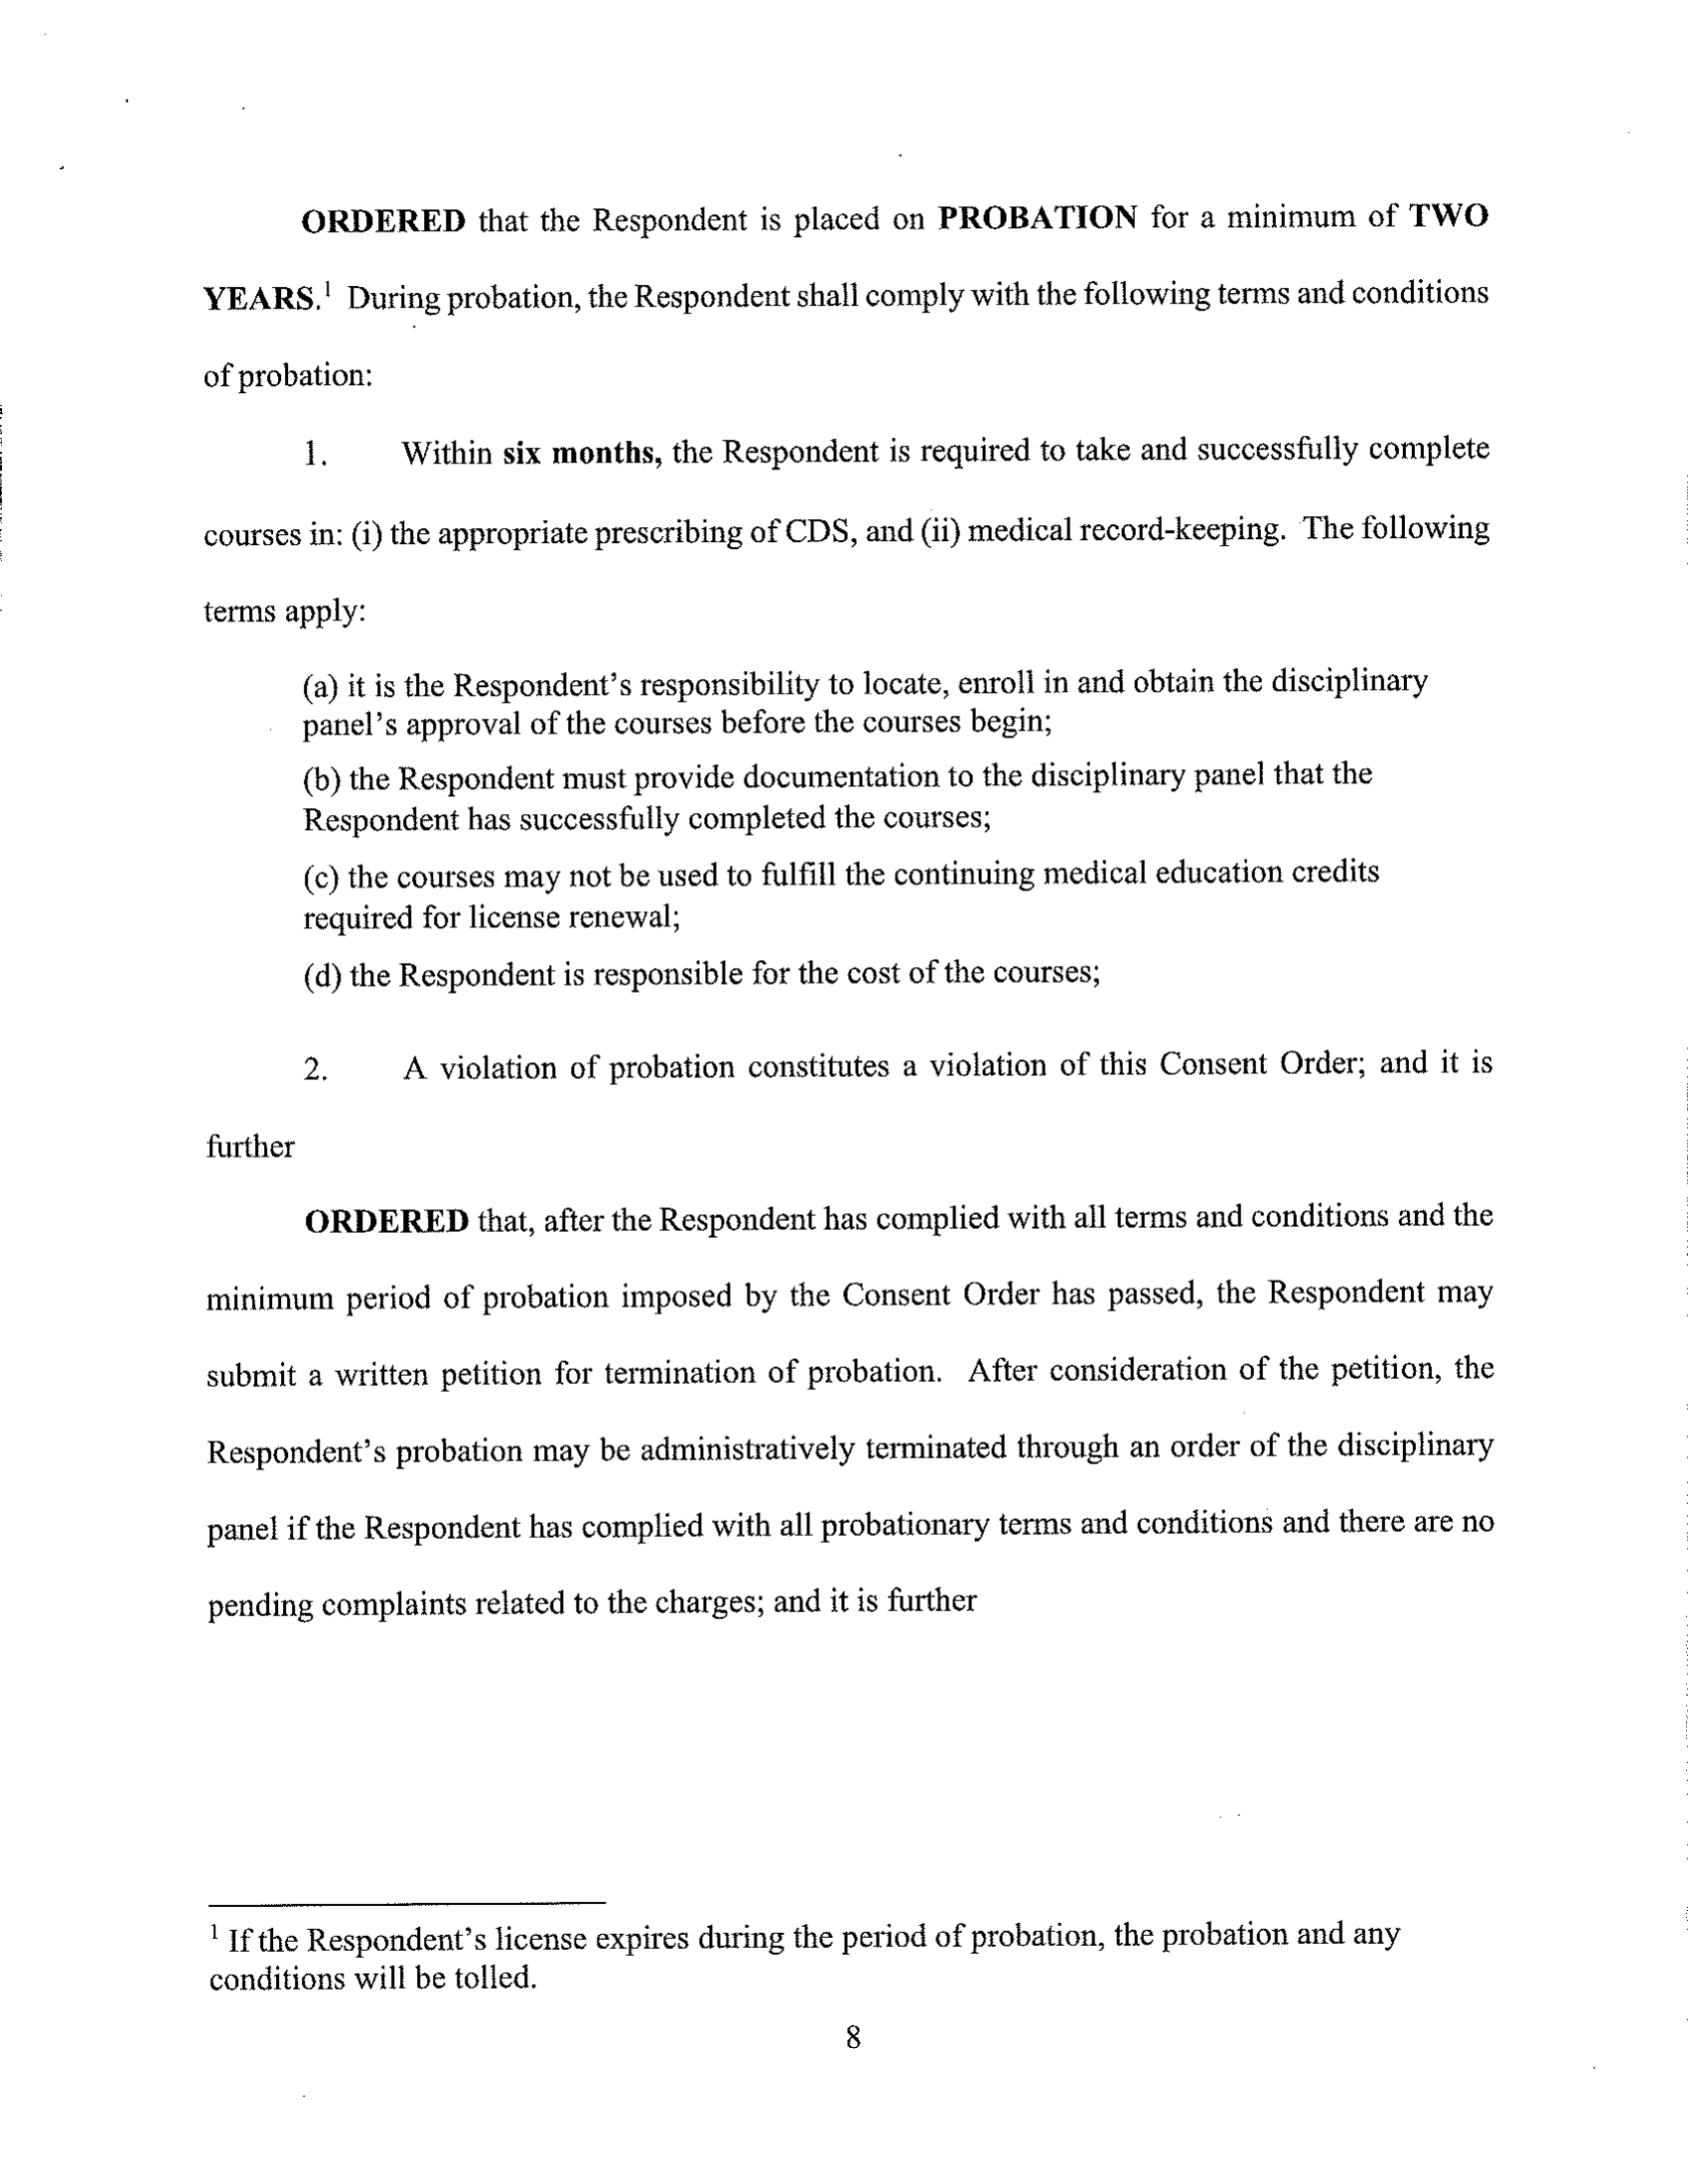 ORDERED that the Respondent is placed on PROBATION for a minimum of TWO
YEARS.¹ During probation, the Respondent shall comply with the following terms and conditions
of probation:
1. Within six months, the Respondent is required to take and successfully complete
courses in: (i) the appropriate prescribing of CDS, and (ii) medical record-keeping. The following
terms apply:
(a) it is the Respondent's responsibility to locate, enroll in and obtain the disciplinary
panel's approval of the courses before the courses begin;
(b) the Respondent must provide documentation to the disciplinary panel that the
Respondent has successfully completed the courses;
(c) the courses may not be used to fulfill the continuing medical education credits
required for license renewal;
(d) the Respondent is responsible for the cost of the courses;
2. A violation of probation constitutes a violation of this Consent Order; and it is
further
ORDERED that, after the Respondent has complied with all terms and conditions and the
minimum period of probation imposed by the Consent Order has passed, the Respondent may
submit a written petition for termination of probation. After consideration of the petition, the
Respondent's probation may be administratively terminated through an order of the disciplinary
panel if the Respondent has complied with all probationary terms and conditions and there are no
pending complaints related to the charges; and it is further
¹ If the Respondent's license expires during the period of probation, the probation and any
conditions will be tolled.
8